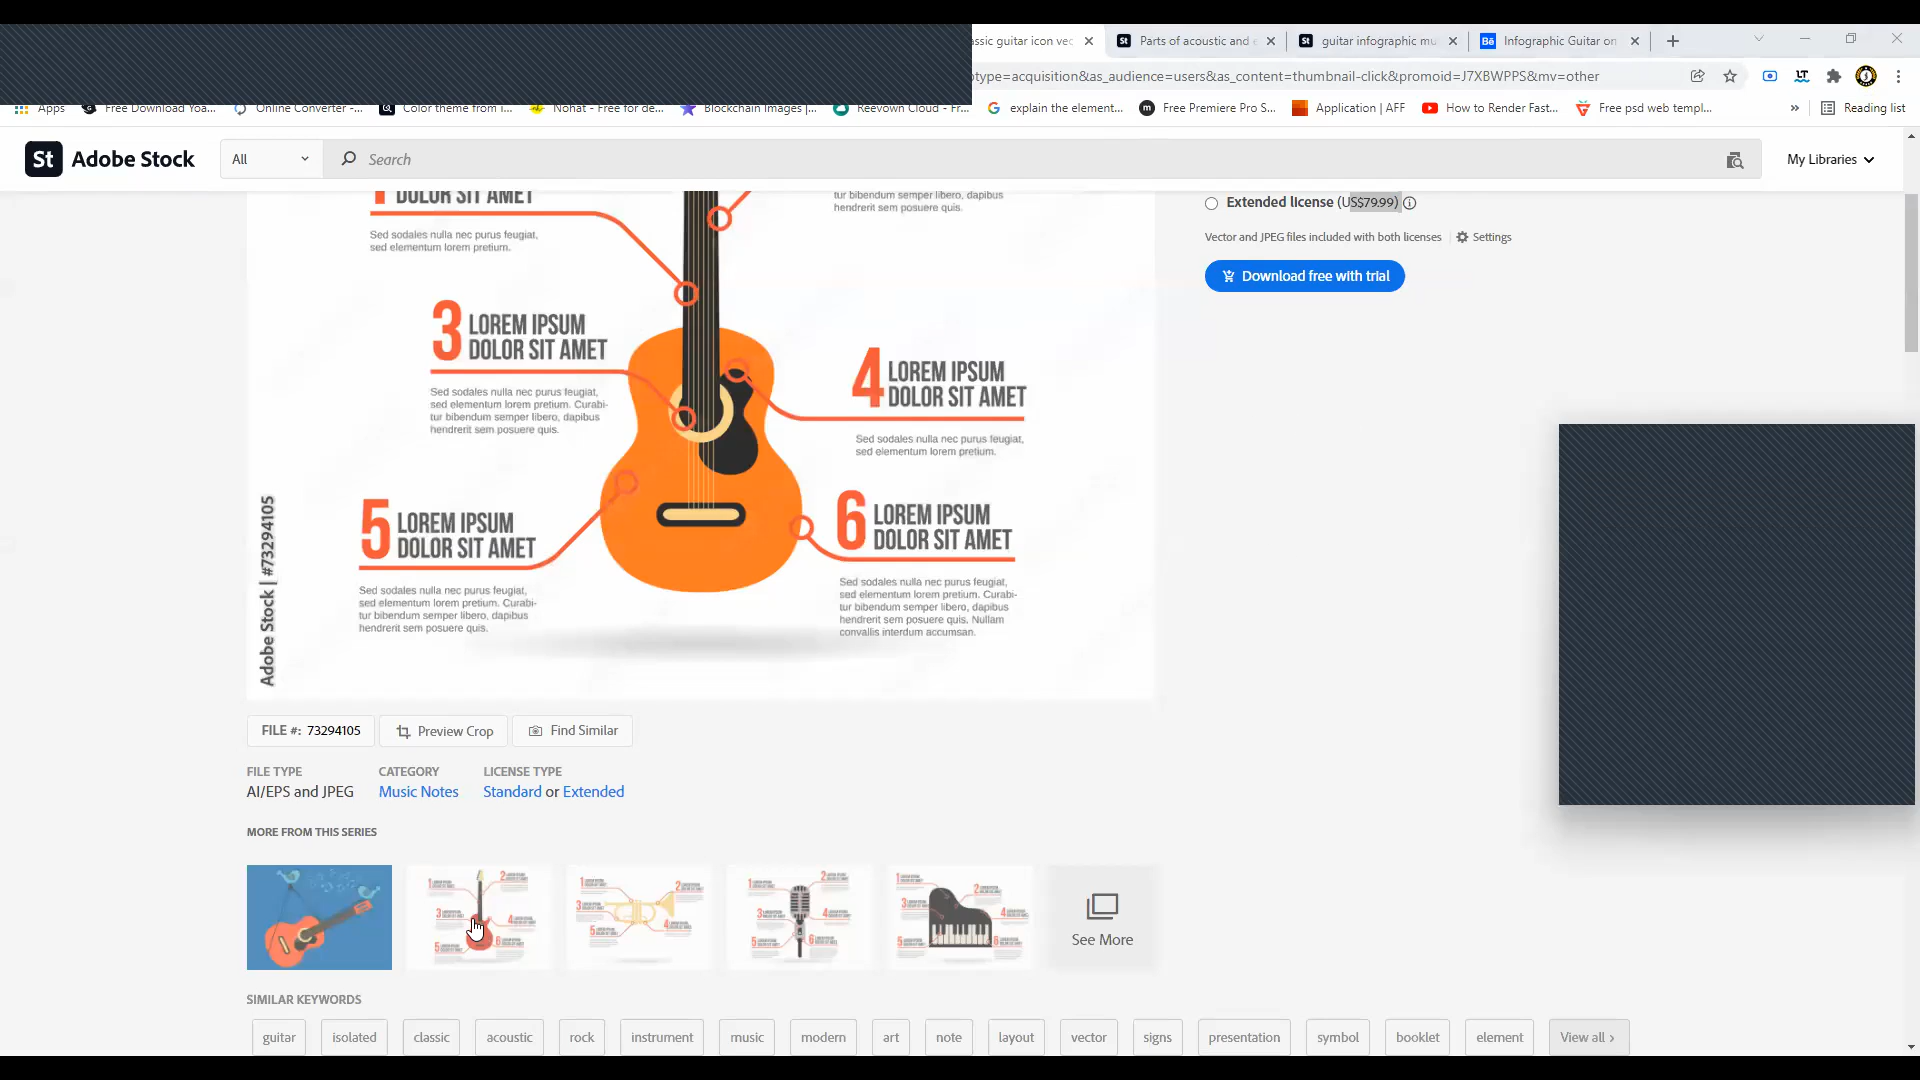 assic guitar icon vec
Parts of acoustic and e
guitar infographic mu
Infographic Guitar on
otype=acquisition&as_audience=users&as_content=thumbnail-click&promoid=J7XBWPPS&mv=other
Apps
Free Download Yoa...
Online Converter -...
Color theme from i...
Nohat - Free for de...
Blockchain Images |...
Reevown Cloud - Fr...
explain the element...
Free Premiere Pro S...
Application | AFF
How to Render Fast...
Free psd web templ...
»
Reading list
St Adobe Stock
All
Search
My Libraries
DOLOR SIT AMET
Sed sodales nulla nec purus feugiat,
sed elementum lorem pretium.
tur bibendum semper libero, dapibus
hendrerit sem posuere quis.
3 LOREM IPSUM
DOLOR SIT AMET
Sed sodales nulla nec purus feugiat,
sed elementum lorem pretium. Curabi-
tur bibendum semper libero, dapibus
hendrerit sem posuere quis.
4 LOREM IPSUM
DOLOR SIT AMET
Sed sodales nulla nec purus feugiat,
sed elementum lorem pretium.
5 LOREM IPSUM
DOLOR SIT AMET
Sed sodales nulla nec purus feugiat,
sed elementum lorem pretium. Curabi-
tur bibendum semper libero, dapibus
hendrerit sem posuere quis.
6 LOREM IPSUM
DOLOR SIT AMET
Sed sodales nulla nec purus feugiat,
sed elementum lorem pretium. Curabi-
tur bibendum semper libero, dapibus
hendrerit sem posuere quis. Nullam
convallis interdum accumsan.
Adobe Stock | #73294105
Extended license (US$79.99)
Vector and JPEG files included with both licenses
Settings
Download free with trial
FILE #: 73294105
Preview Crop
Find Similar
FILE TYPE
AI/EPS and JPEG
CATEGORY
Music Notes
LICENSE TYPE
Standard or Extended
MORE FROM THIS SERIES
See More
SIMILAR KEYWORDS
guitar
isolated
classic
acoustic
rock
instrument
music
modern
art
note
layout
vector
signs
presentation
symbol
booklet
element
View all ›